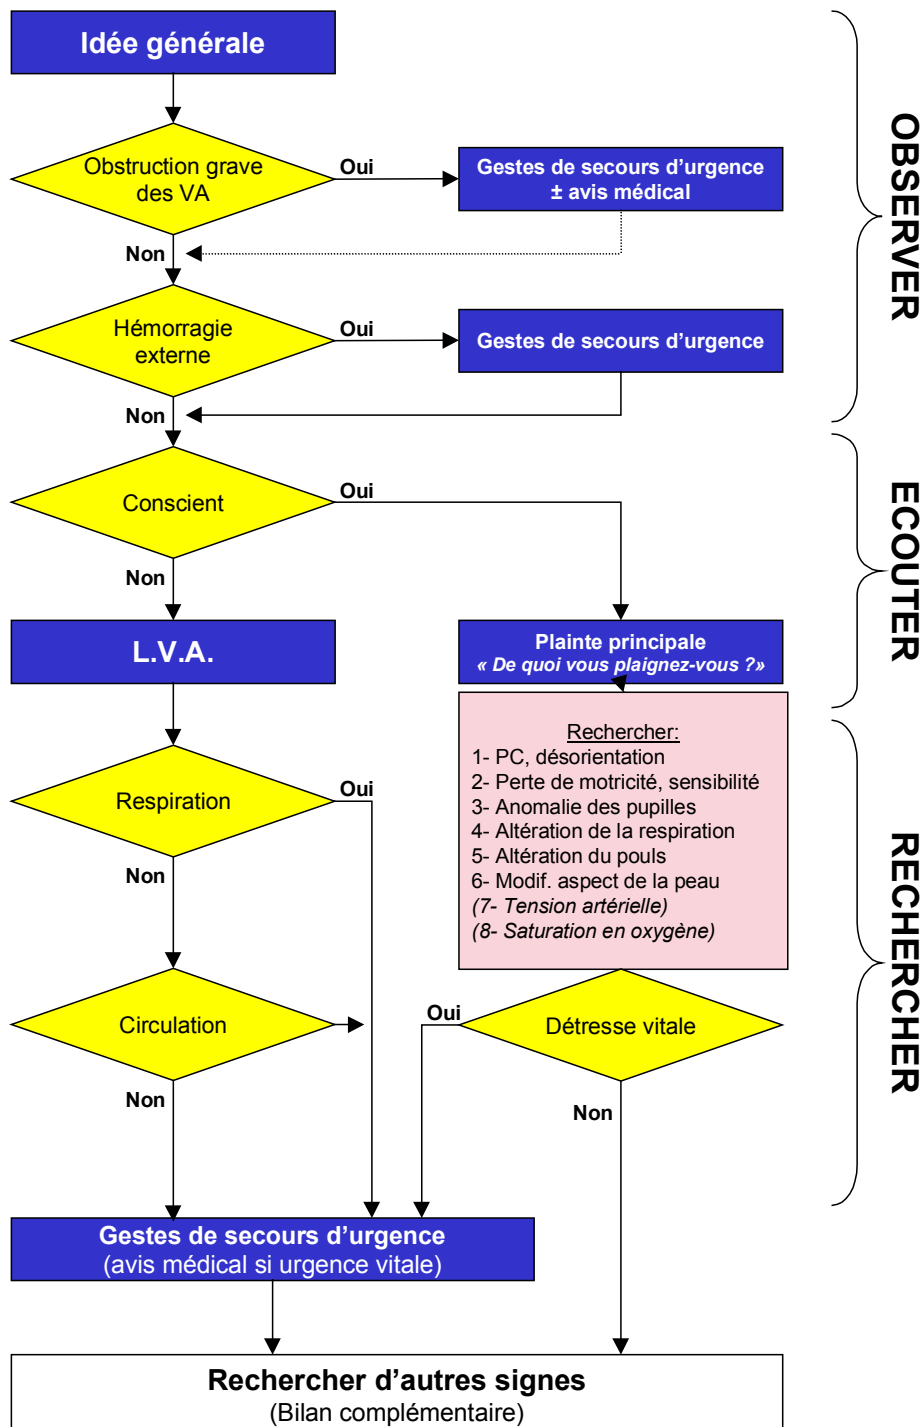 Idée générale
Obstruction grave
des VA
Oui
Gestes de secours d'urgence
± avis médical
Non
Hémorragie
externe
Oui
Gestes de secours d'urgence
Non
OBSERVER
Conscient
Oui
Non
L.V.A.
Plainte principale
« De quoi vous plaignez-vous ?»
ECOUTER
Rechercher:
1- PC, désorientation
2- Perte de motricité, sensibilité
3- Anomalie des pupilles
4- Altération de la respiration
5- Altération du pouls
6- Modif. aspect de la peau
(7- Tension artérielle)
(8- Saturation en oxygène)
Respiration
Oui
Non
Circulation
Non
Détresse vitale
Oui
Non
RECHERCHER
Gestes de secours d'urgence
(avis médical si urgence vitale)
Rechercher d'autres signes
(Bilan complémentaire)